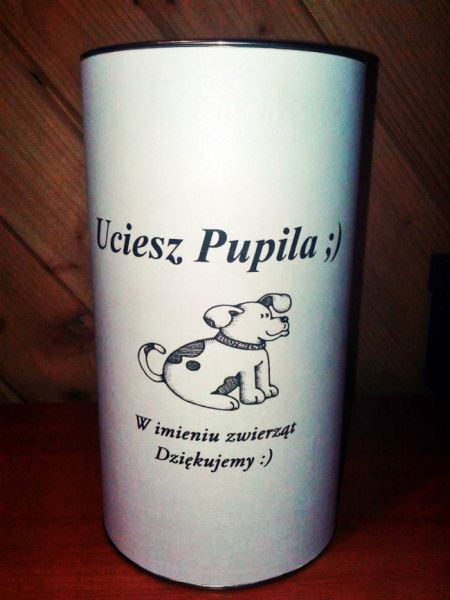 Uciesz Pupila ;)
W imieniu zwierząt
Dziękujemy :)